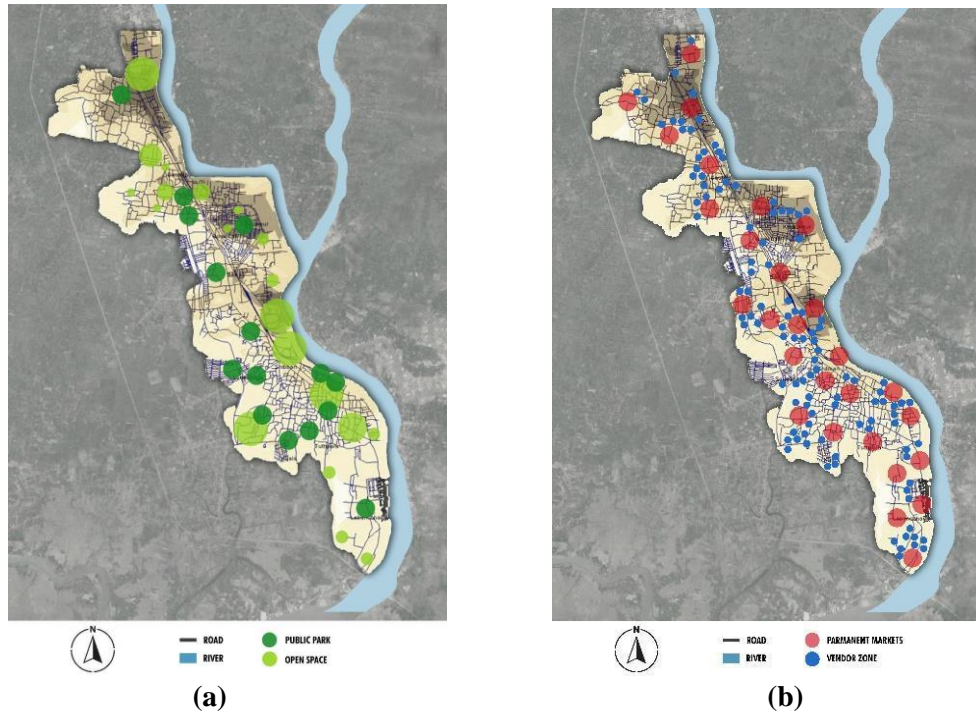 N
ROAD
RIVER
PUBLIC PARK
OPEN SPACE
(a)
N
ROAD
RIVER
PARMANENT MARKETS
VENDOR ZONE
(b)